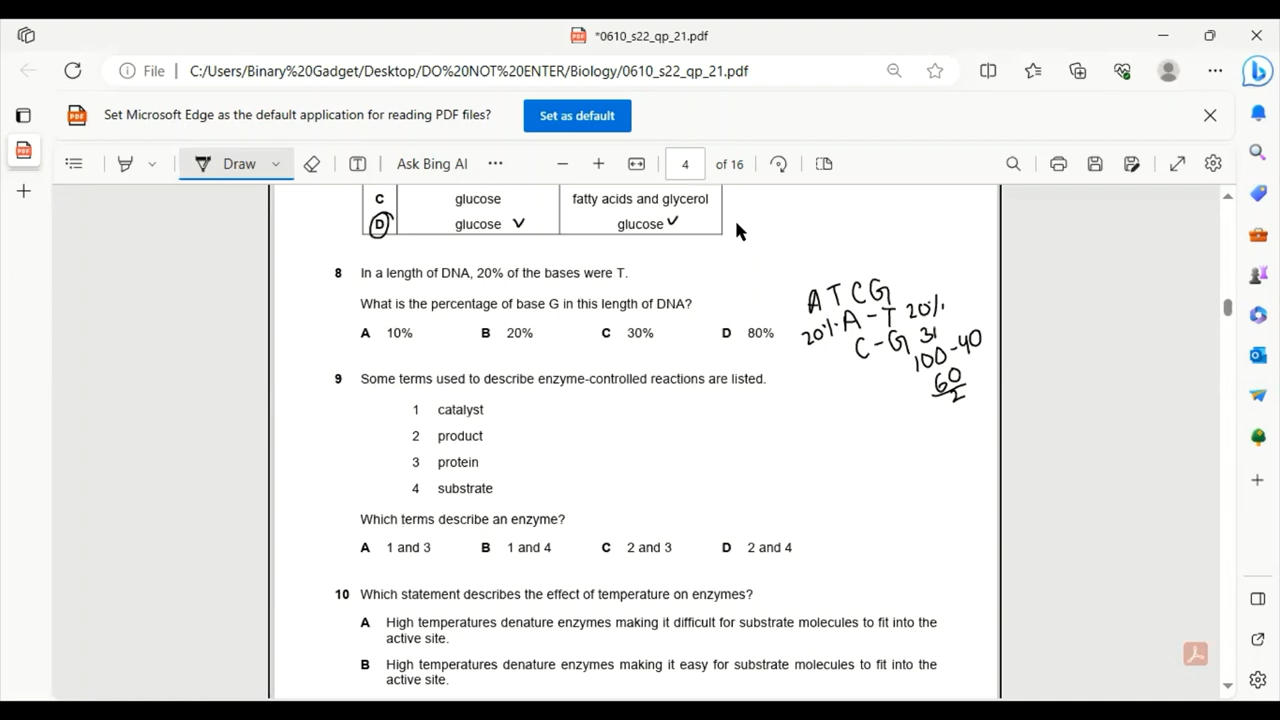 *0610_s22_qp_21.pdf
File C:/Users/Binary%20Gadget/Desktop/DO%20NOT%20ENTER/Biology/0610_s22_qp_21.pdf
Set Microsoft Edge as the default application for reading PDF files? Set as default
Draw Ask Bing AI 4 of 16
C glucose fatty acids and glycerol
D glucose ✓ glucose ✓
8 In a length of DNA, 20% of the bases were T.
What is the percentage of base G in this length of DNA?
A 10% B 20% C 30% D 80%
A T C G
20% A - T 20%
C - G
100 - 40
60
2
9 Some terms used to describe enzyme-controlled reactions are listed.
1 catalyst
2 product
3 protein
4 substrate
Which terms describe an enzyme?
A 1 and 3 B 1 and 4 C 2 and 3 D 2 and 4
10 Which statement describes the effect of temperature on enzymes?
A High temperatures denature enzymes making it difficult for substrate molecules to fit into the
active site.
B High temperatures denature enzymes making it easy for substrate molecules to fit into the
active site.